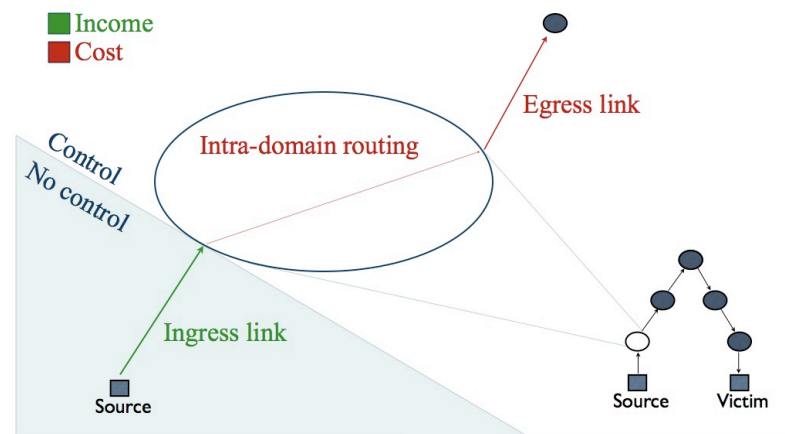 Income
Cost
Egress link
Intra-domain routing
Control
No control
Ingress link
Source
Source
Victim